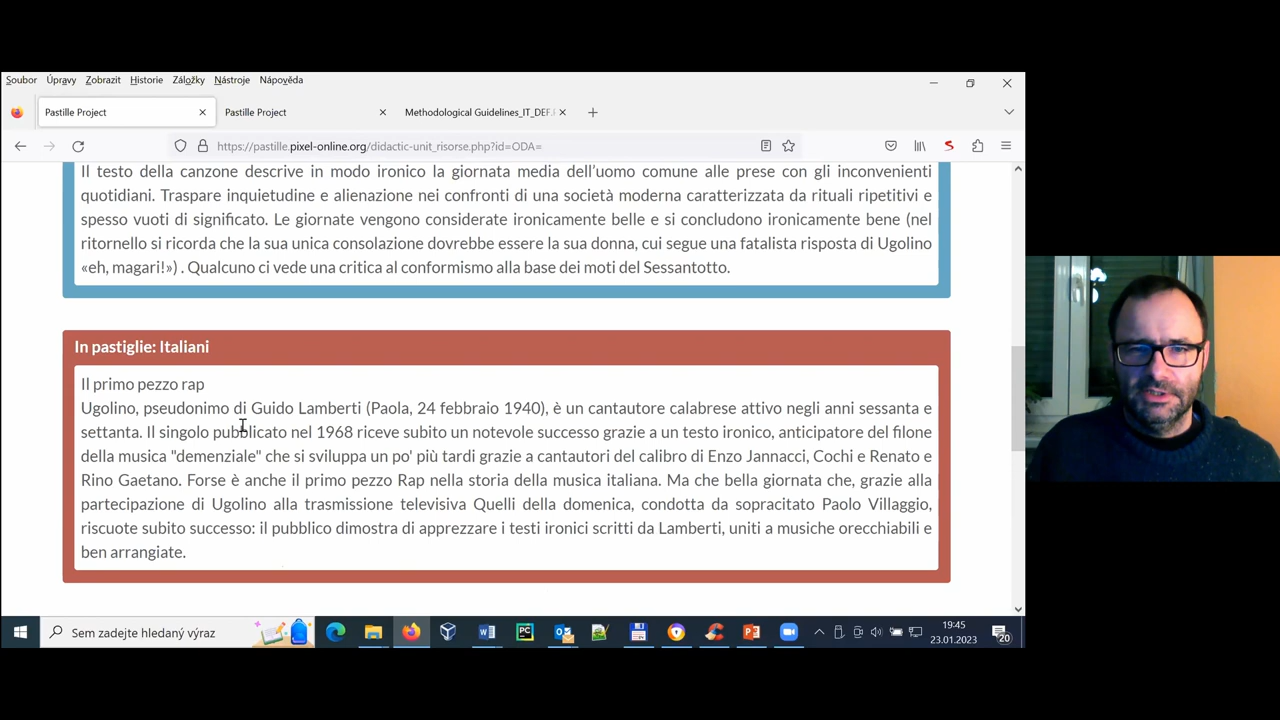 Soubor Úpravy Zobrazit Historie Záložky Nástroje Nápověda
Pastille Project
Pastille Project
Methodological Guidelines_IT_DEF.
https://pastille.pixel-online.org/didactic-unit_risorse.php?id=ODA=
Il testo della canzone descrive in modo ironico la giornata media dell'uomo comune alle prese con gli inconvenienti
quotidiani. Traspare inquietudine e alienazione nei confronti di una società moderna caratterizzata da rituali ripetitivi e
spesso vuoti di significato. Le giornate vengono considerate ironicamente belle e si concludono ironicamente bene (nel
ritornello si ricorda che la sua unica consolazione dovrebbe essere la sua donna, cui segue una fatalista risposta di Ugolino
«eh, magari!») . Qualcuno ci vede una critica al conformismo alla base dei moti del Sessantotto.
In pastiglie: Italiani
Il primo pezzo rap
Ugolino, pseudonimo di Guido Lamberti (Paola, 24 febbraio 1940), è un cantautore calabrese attivo negli anni sessanta e
settanta. Il singolo pubblicato nel 1968 riceve subito un notevole successo grazie a un testo ironico, anticipatore del filone
della musica "demenziale" che si sviluppa un po' più tardi grazie a cantautori del calibro di Enzo Jannacci, Cochi e Renato e
Rino Gaetano. Forse è anche il primo pezzo Rap nella storia della musica italiana. Ma che bella giornata che, grazie alla
partecipazione di Ugolino alla trasmissione televisiva Quelli della domenica, condotta da sopracitato Paolo Villaggio,
riscuote subito successo: il pubblico dimostra di apprezzare i testi ironici scritti da Lamberti, uniti a musiche orecchiabili e
ben arrangiate.
Sem zadejte hledaný výraz
19:45
23.01.2023
20